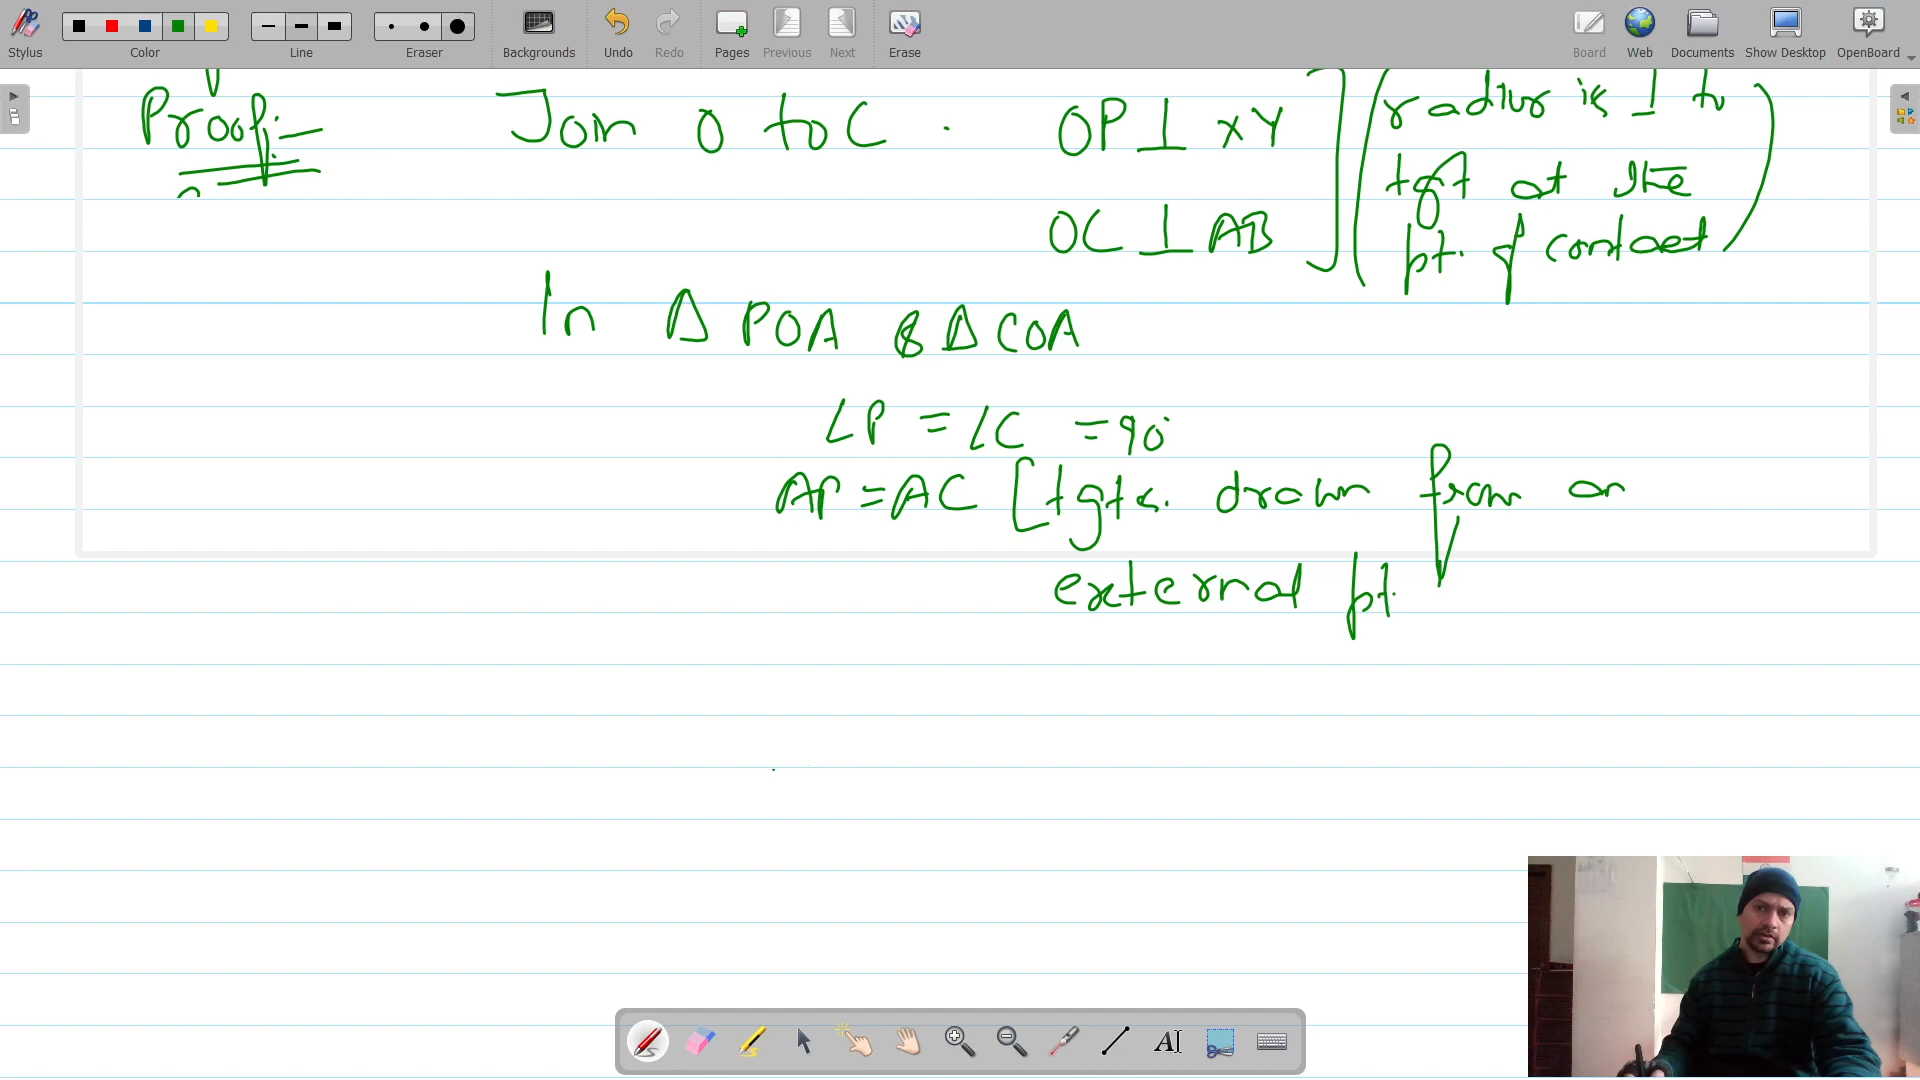 Stylus Color Line Eraser Backgrounds Undo Redo Pages Previous Next Erase Board Web Documents Show Desktop OpenBoard
Proof:- Join O to C . OP ⊥ XY (radius is ⊥ to
tgt at the
OC ⊥ AB pt. of contact)
In Δ POA & Δ COA
∠P = ∠C = 90°
AP = AC [tgts. drawn from an
external pt.